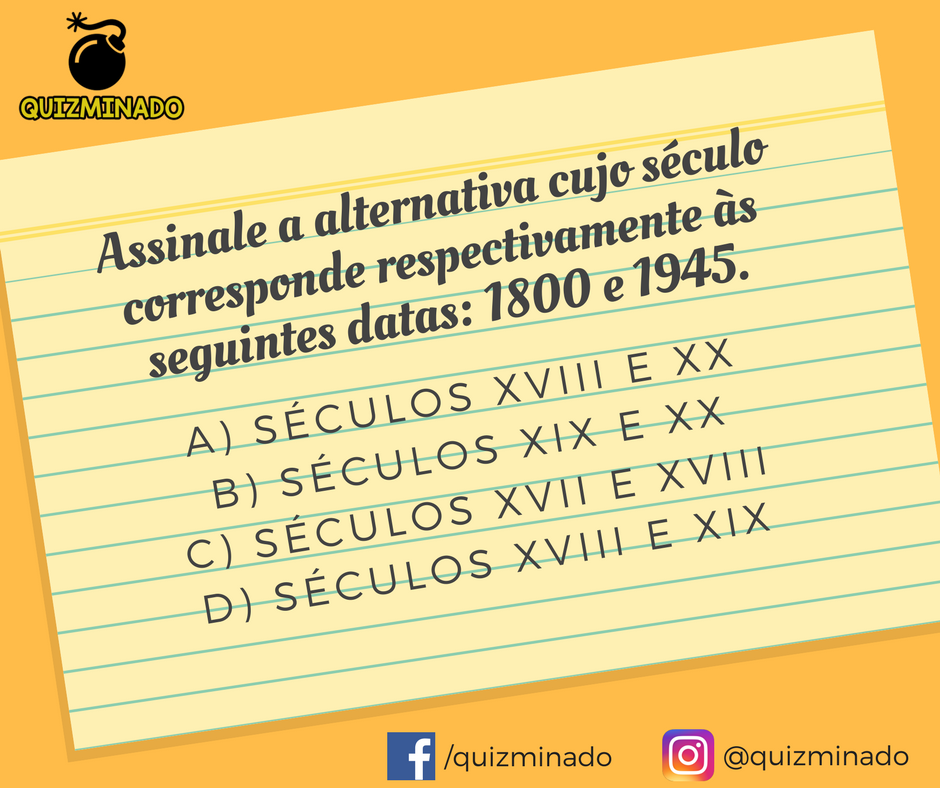 QUIZMINADO
Assinale a alternativa cujo século
corresponde respectivamente às
seguintes datas: 1800 e 1945.
A) SÉCULOS XVIII E XX
B) SÉCULOS XIX E XX
C) SÉCULOS XVII E XVIII
D) SÉCULOS XVIII E XIX
f /quizminado @quizminado